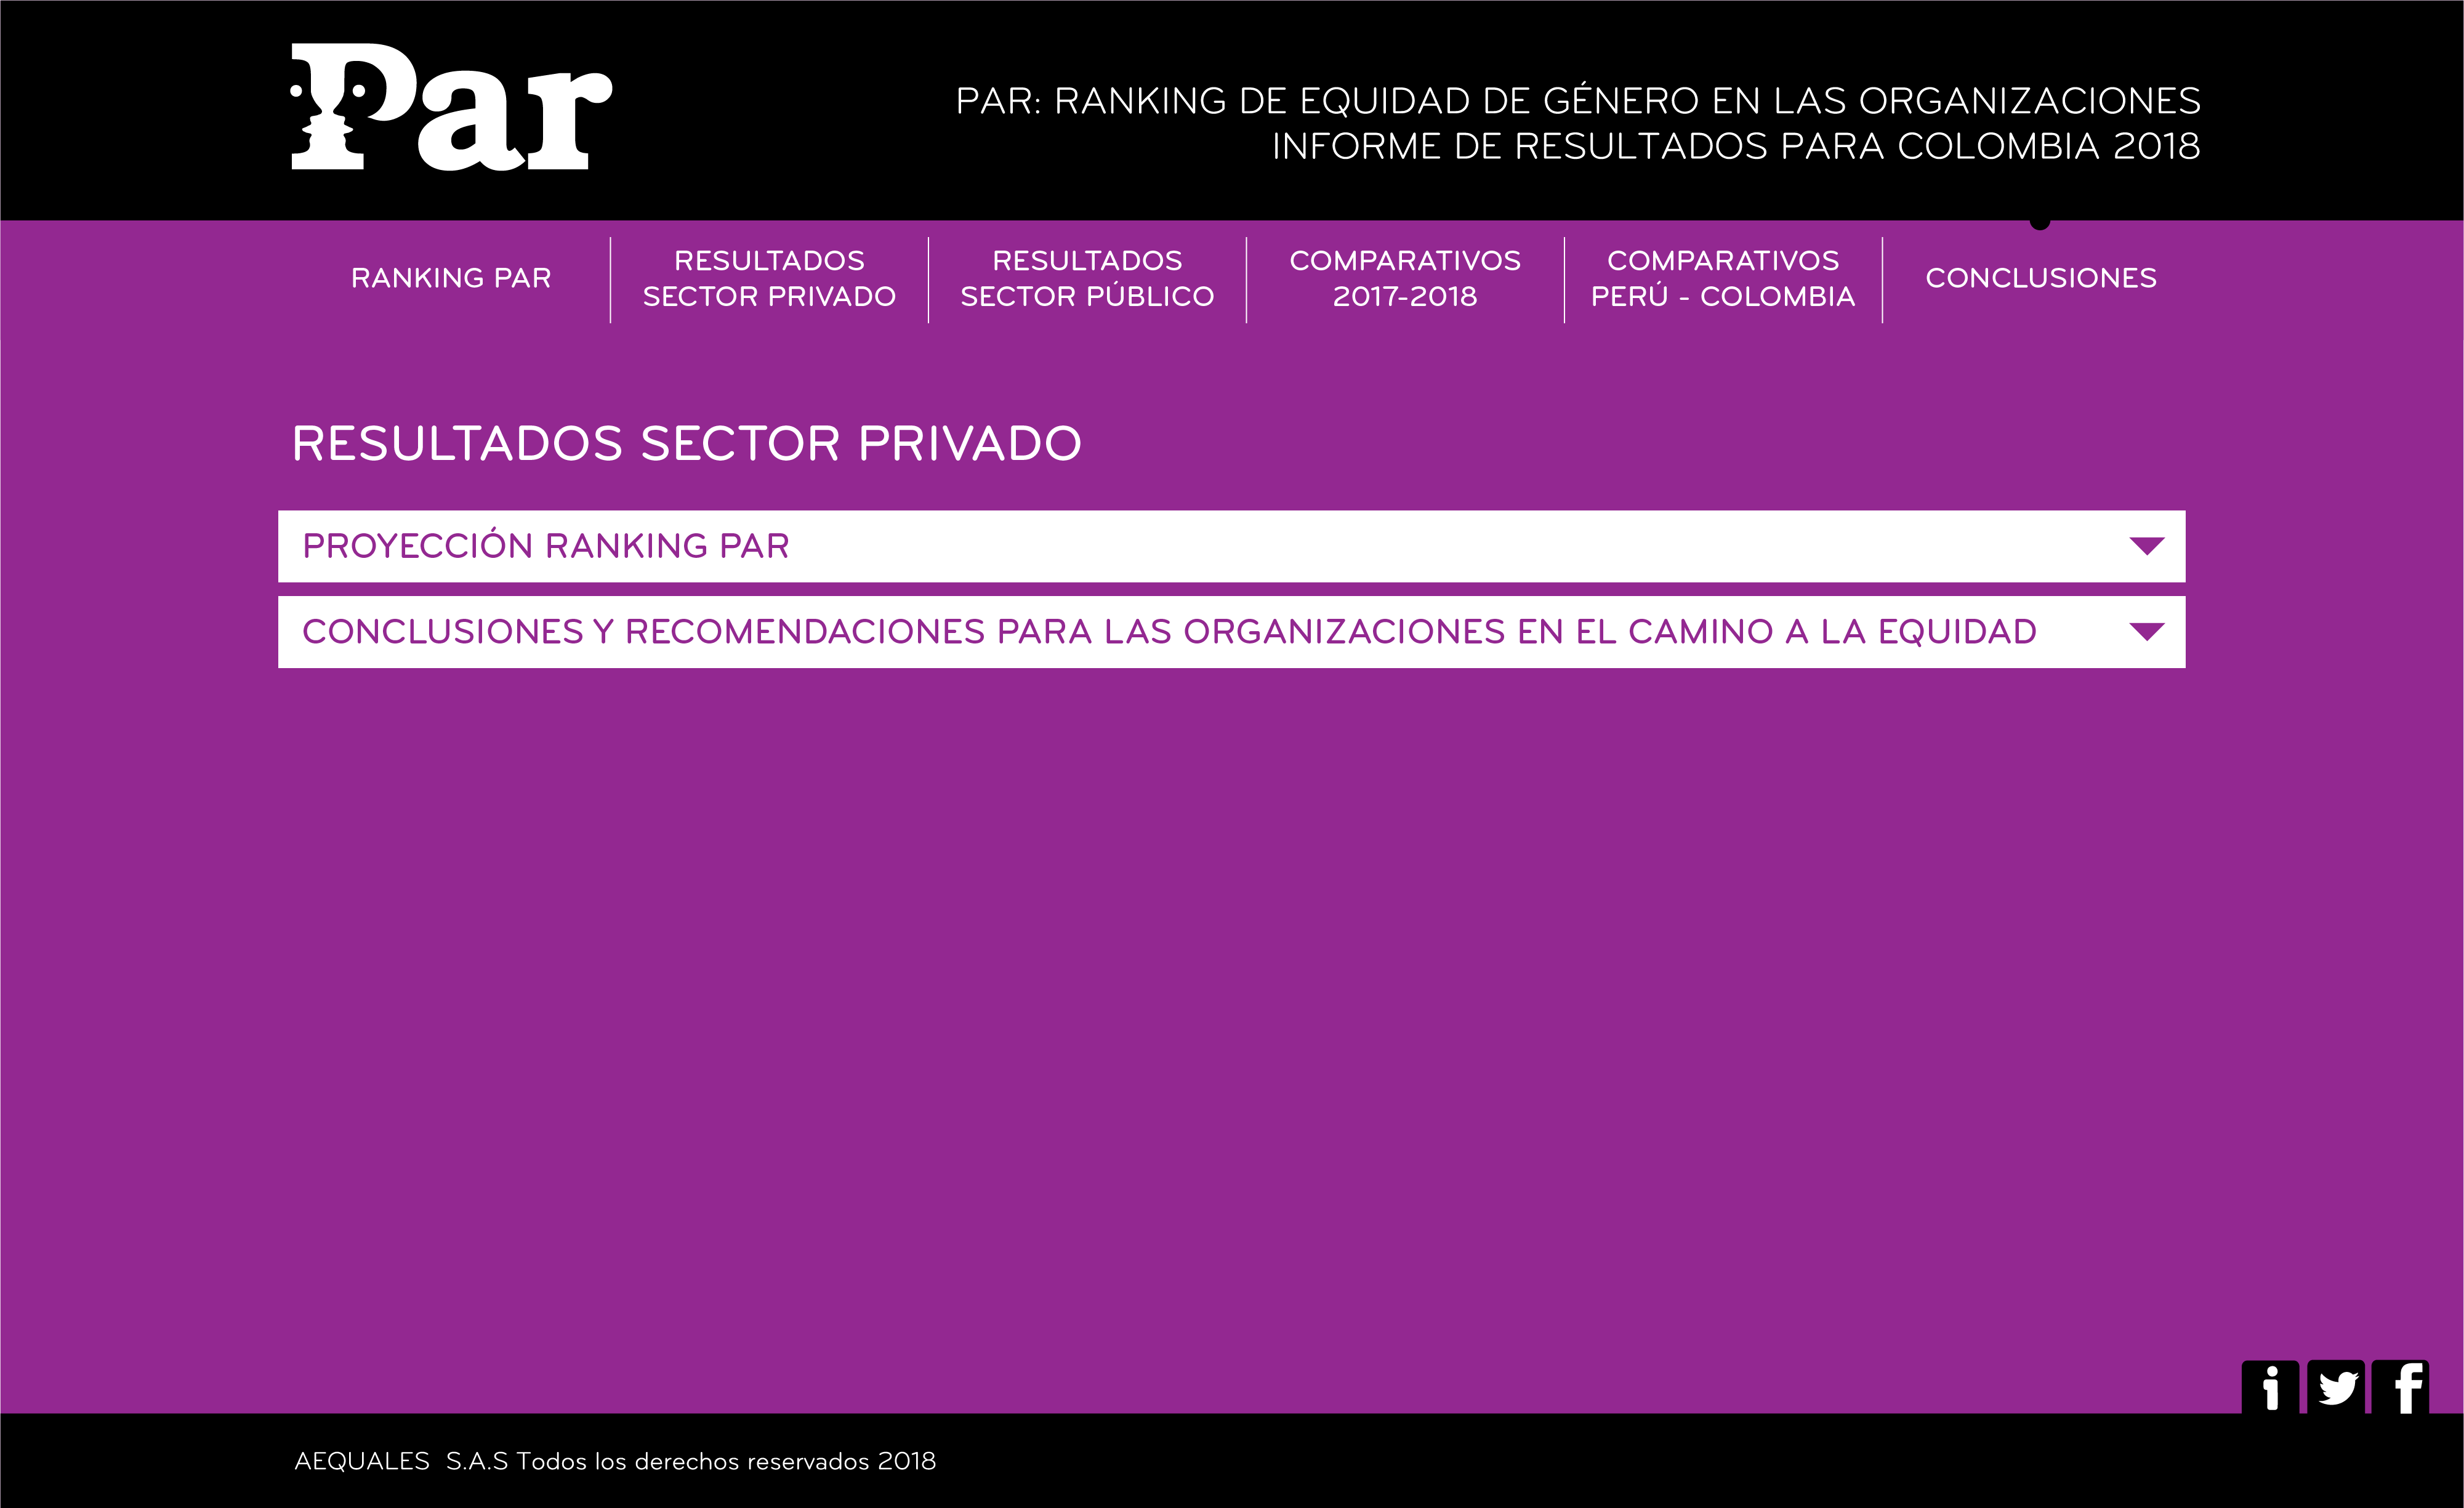 Par
PAR: RANKING DE EQUIDAD DE GÉNERO EN LAS ORGANIZACIONES
INFORME DE RESULTADOS PARA COLOMBIA 2018
RANKING PAR
RESULTADOS
SECTOR PRIVADO
RESULTADOS
SECTOR PÚBLICO
COMPARATIVOS
2017-2018
COMPARATIVOS
PERÚ - COLOMBIA
CONCLUSIONES
RESULTADOS SECTOR PRIVADO
PROYECCIÓN RANKING PAR
CONCLUSIONES Y RECOMENDACIONES PARA LAS ORGANIZACIONES EN EL CAMINO A LA EQUIDAD
AEQUALES S.A.S Todos los derechos reservados 2018